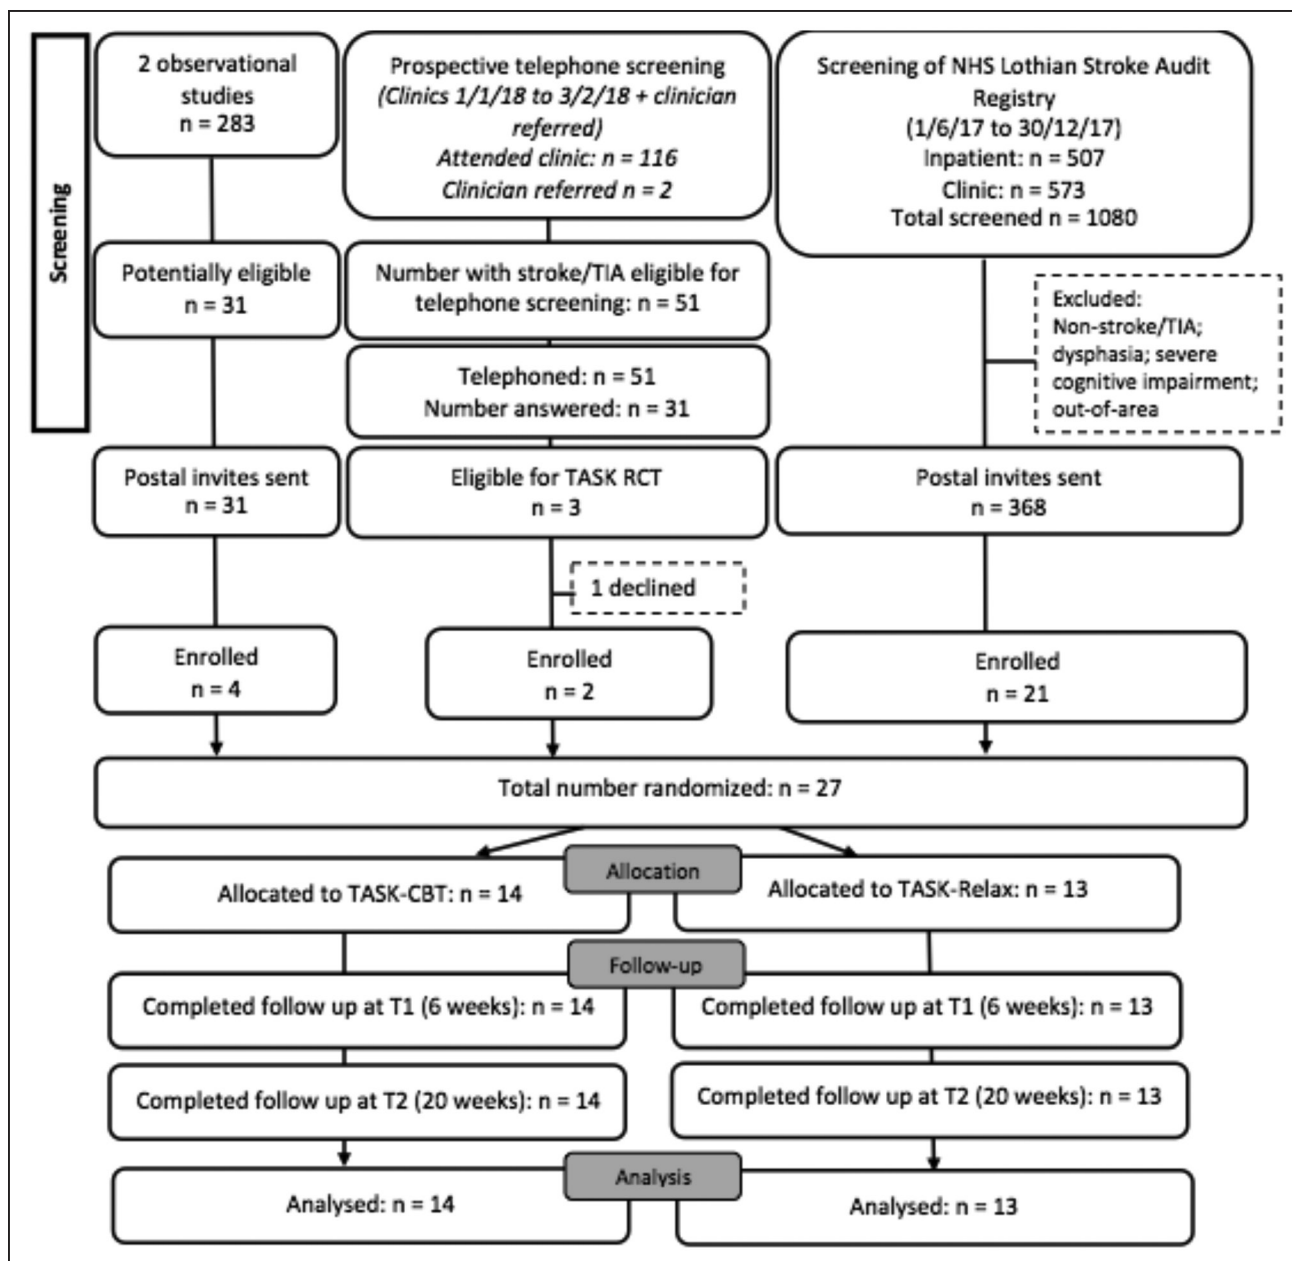 Screening
2 observational
studies
n = 283
Potentially eligible
n = 31
Postal invites sent
n = 31
Enrolled
n = 4
Prospective telephone screening
(Clinics 1/1/18 to 3/2/18 + clinician
referred)
Attended clinic: n = 116
Clinician referred n = 2
Number with stroke/TIA eligible for
telephone screening: n = 51
Telephoned: n = 51
Number answered: n = 31
Eligible for TASK RCT
n = 3
1 declined
Enrolled
n = 2
Screening of NHS Lothian Stroke Audit
Registry
(1/6/17 to 30/12/17)
Inpatient: n = 507
Clinic: n = 573
Total screened n = 1080
Excluded:
Non-stroke/TIA;
dysphasia; severe
cognitive impairment;
out-of-area
Postal invites sent
n = 368
Enrolled
n = 21
Total number randomized: n = 27
Allocation
Allocated to TASK-CBT: n = 14
Allocated to TASK-Relax: n = 13
Follow-up
Completed follow up at T1 (6 weeks): n = 14
Completed follow up at T1 (6 weeks): n = 13
Completed follow up at T2 (20 weeks): n = 14
Completed follow up at T2 (20 weeks): n = 13
Analysis
Analysed: n = 14
Analysed: n = 13